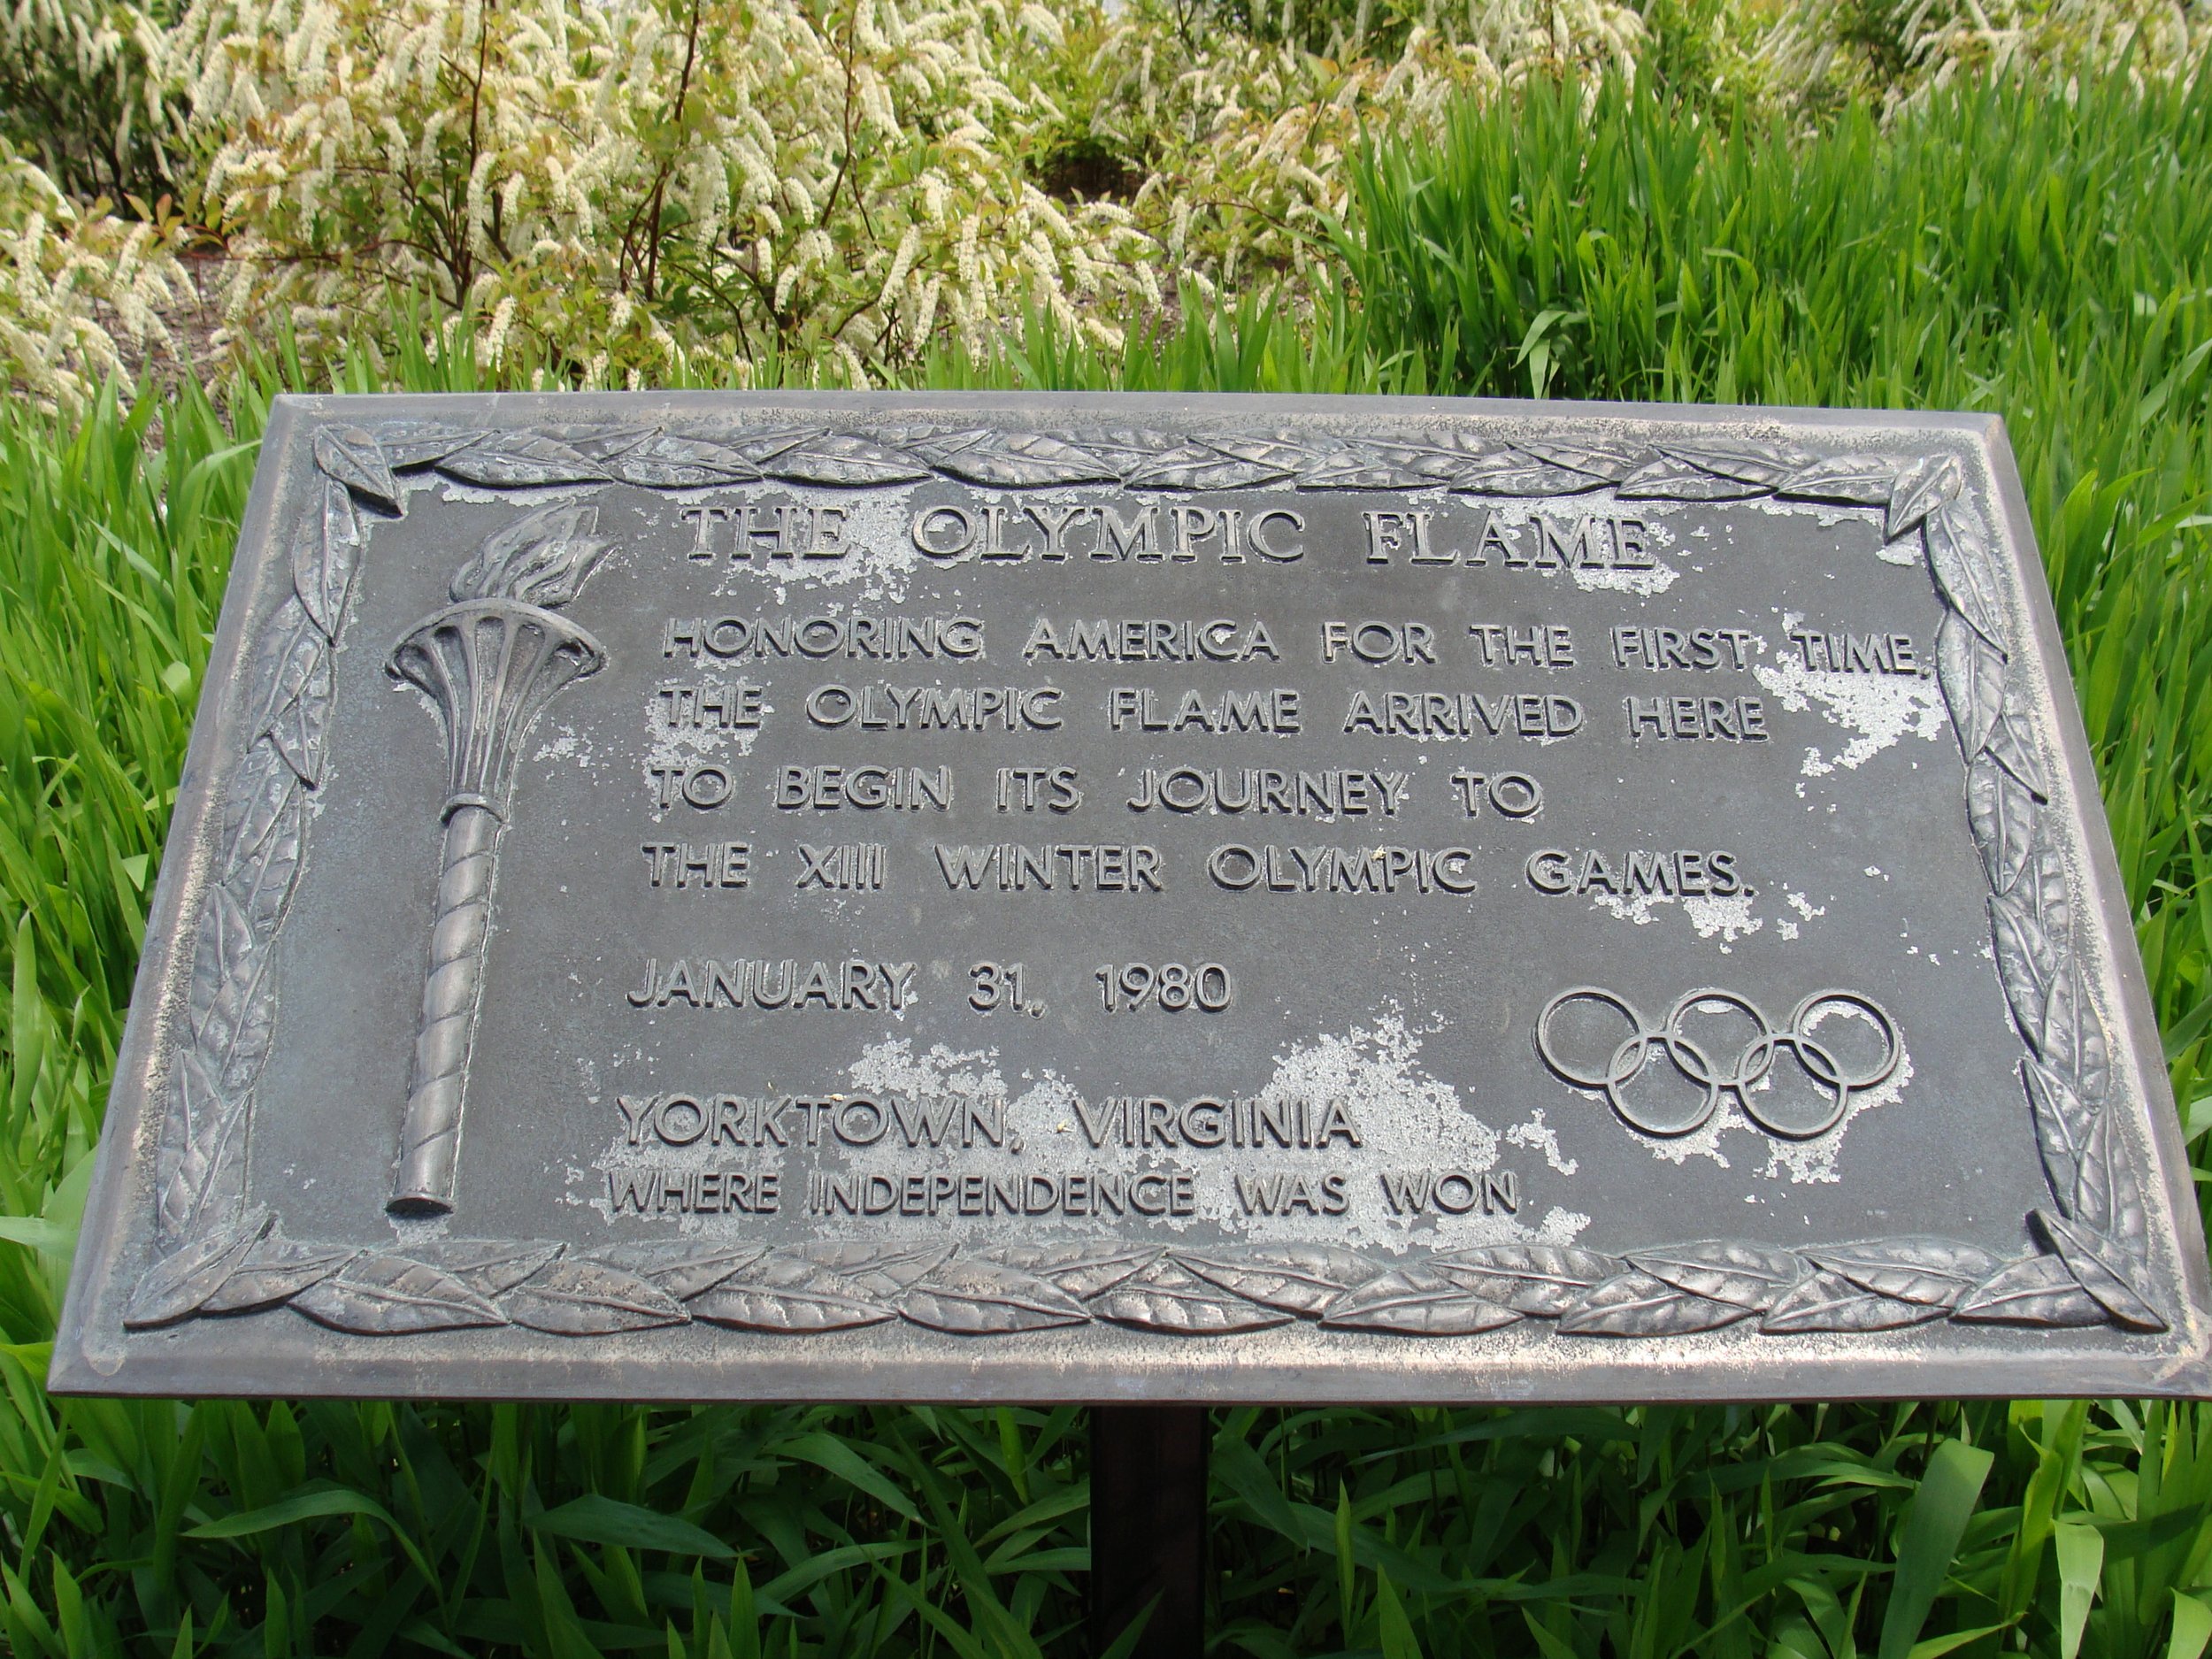 THE OLYMPIC FLAME
HONORING AMERICA FOR THE FIRST TIME,
THE OLYMPIC FLAME ARRIVED HERE
TO BEGIN ITS JOURNEY TO
THE XIII WINTER OLYMPIC GAMES.
JANUARY 31, 1980
YORKTOWN, VIRGINIA
WHERE INDEPENDENCE WAS WON